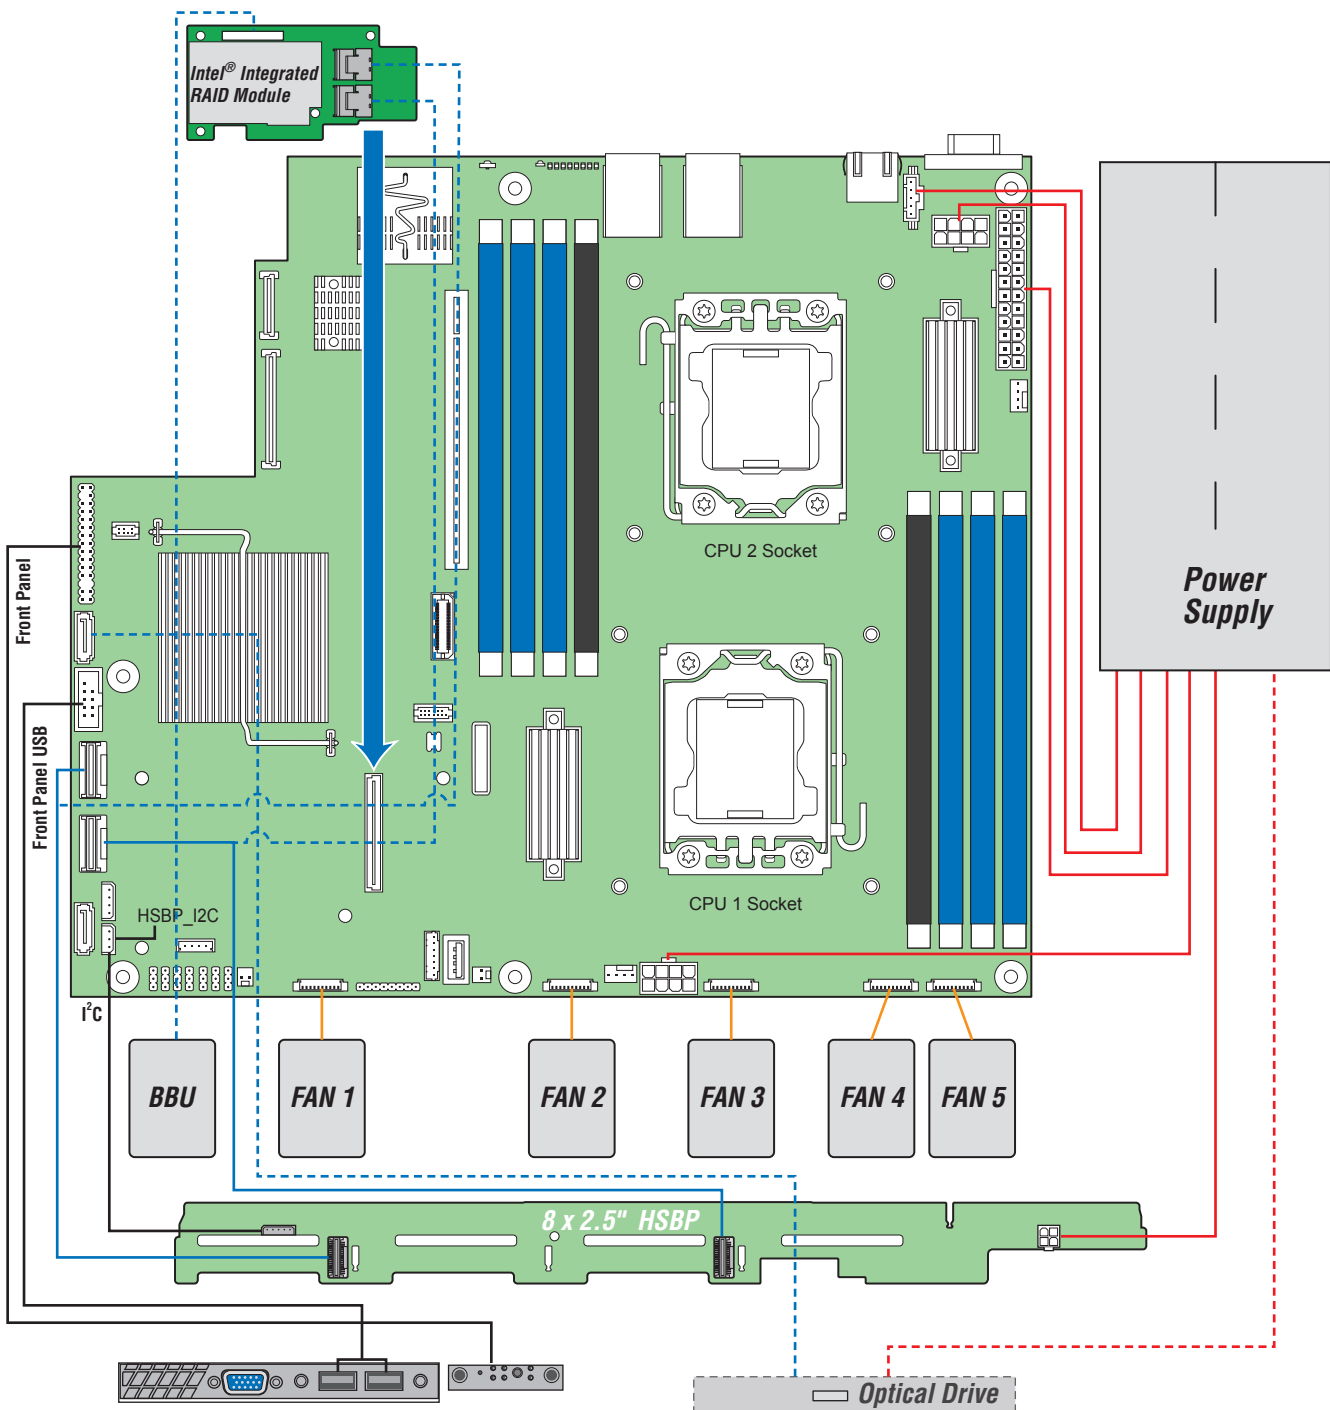 Intel® Integrated
RAID Module
CPU 2 Socket
Power
Supply
Front Panel
Front Panel USB
CPU 1 Socket
HSBP_I2C
I²C
BBU
FAN 1
FAN 2
FAN 3
FAN 4
FAN 5
8 x 2.5" HSBP
Optical Drive